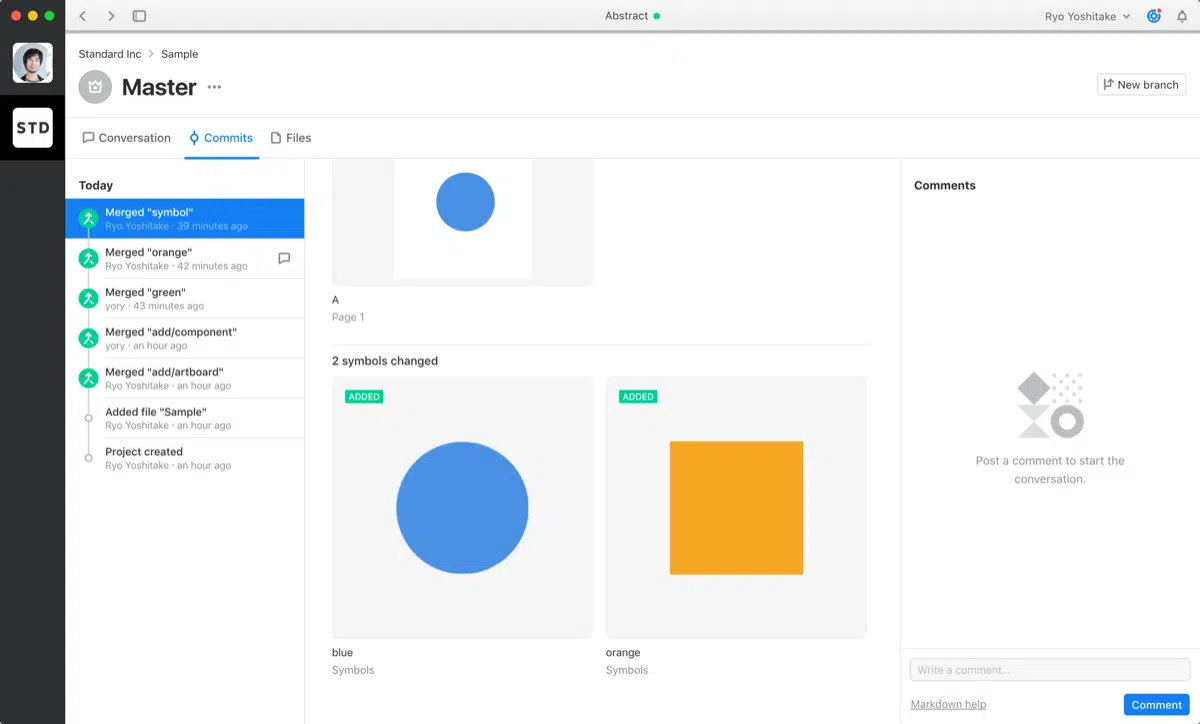 Abstract
Ryo Yoshitake
STD
Standard Inc > Sample
Master
New branch
Conversation
Commits
Files
Today
Merged "symbol"
Ryo Yoshitake · 39 minutes ago
Merged "orange"
Ryo Yoshitake · 42 minutes ago
Merged "green"
yory · 43 minutes ago
Merged "add/component"
yory · an hour ago
Merged "add/artboard"
Ryo Yoshitake · an hour ago
Added file "Sample"
Ryo Yoshitake · an hour ago
Project created
Ryo Yoshitake · an hour ago
A
Page 1
2 symbols changed
ADDED
ADDED
blue
Symbols
orange
Symbols
Comments
Post a comment to start the
conversation.
Write a comment...
Markdown help
Comment